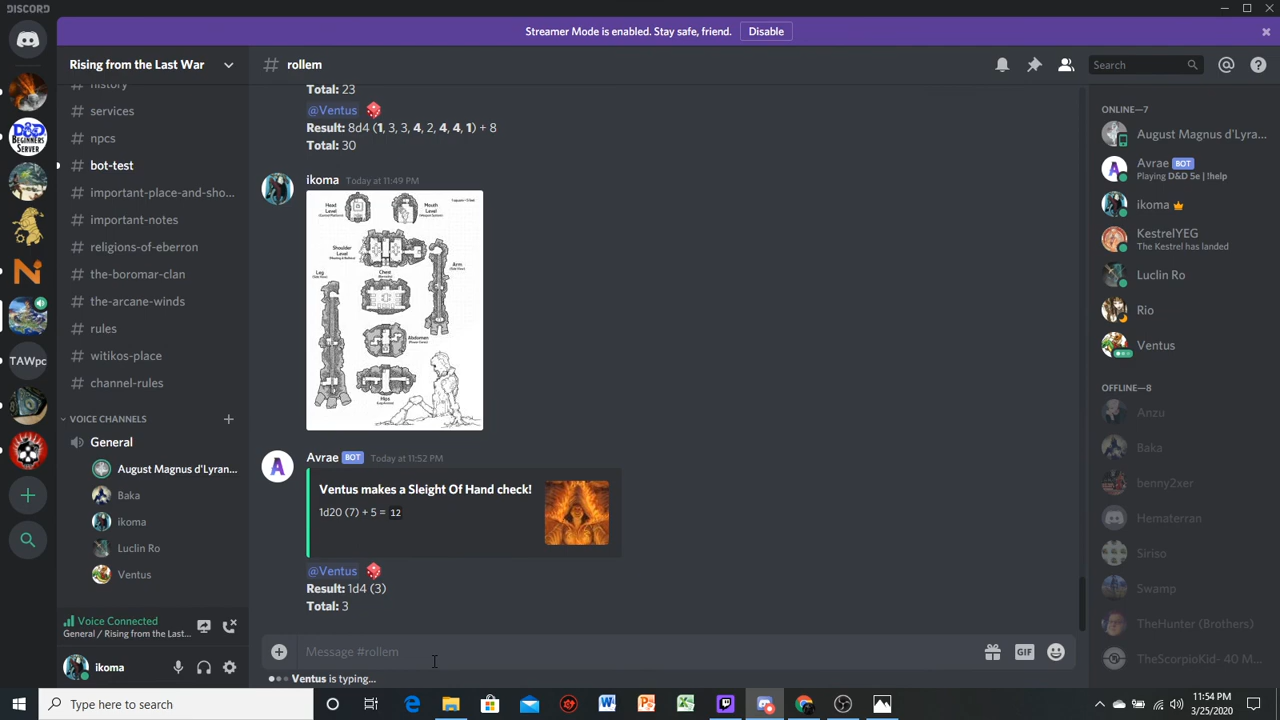 DISCORD
Streamer Mode is enabled. Stay safe, friend.
Disable
Rising from the Last War
history
services
npcs
bot-test
important-place-and-sho...
important-notes
religions-of-eberron
the-boromar-clan
the-arcane-winds
rules
witikos-place
channel-rules
VOICE CHANNELS
General
August Magnus d'Lyran...
Baka
ikoma
Luclin Ro
Ventus
Voice Connected
General / Rising from the Last...
ikoma
TAWpc
D&D
BEGINNERS
SERVER
# rollem
Search
Total: 23
@Ventus
Result: 8d4 (1, 3, 3, 4, 2, 4, 4, 1) + 8
Total: 30
ikoma Today at 11:49 PM
Head
Level
Mouth
Level
Shoulder
Level
Leg
Chest
Arm
Abdomen
Hips
Avrae BOT Today at 11:52 PM
Ventus makes a Sleight Of Hand check!
1d20 (7) + 5 = 12
@Ventus
Result: 1d4 (3)
Total: 3
Message #rollem
GIF
Ventus is typing...
ONLINE—7
August Magnus d'Lyra...
Avrae BOT
Playing D&D 5e | !help
ikoma
KestrelYEG
The Kestrel has landed
Luclin Ro
Rio
Ventus
OFFLINE—8
Anzu
Baka
benny2xer
Hematerran
Siriso
Swamp
TheHunter (Brothers)
TheScorpioKid- 40 M...
Type here to search
11:54 PM
3/25/2020